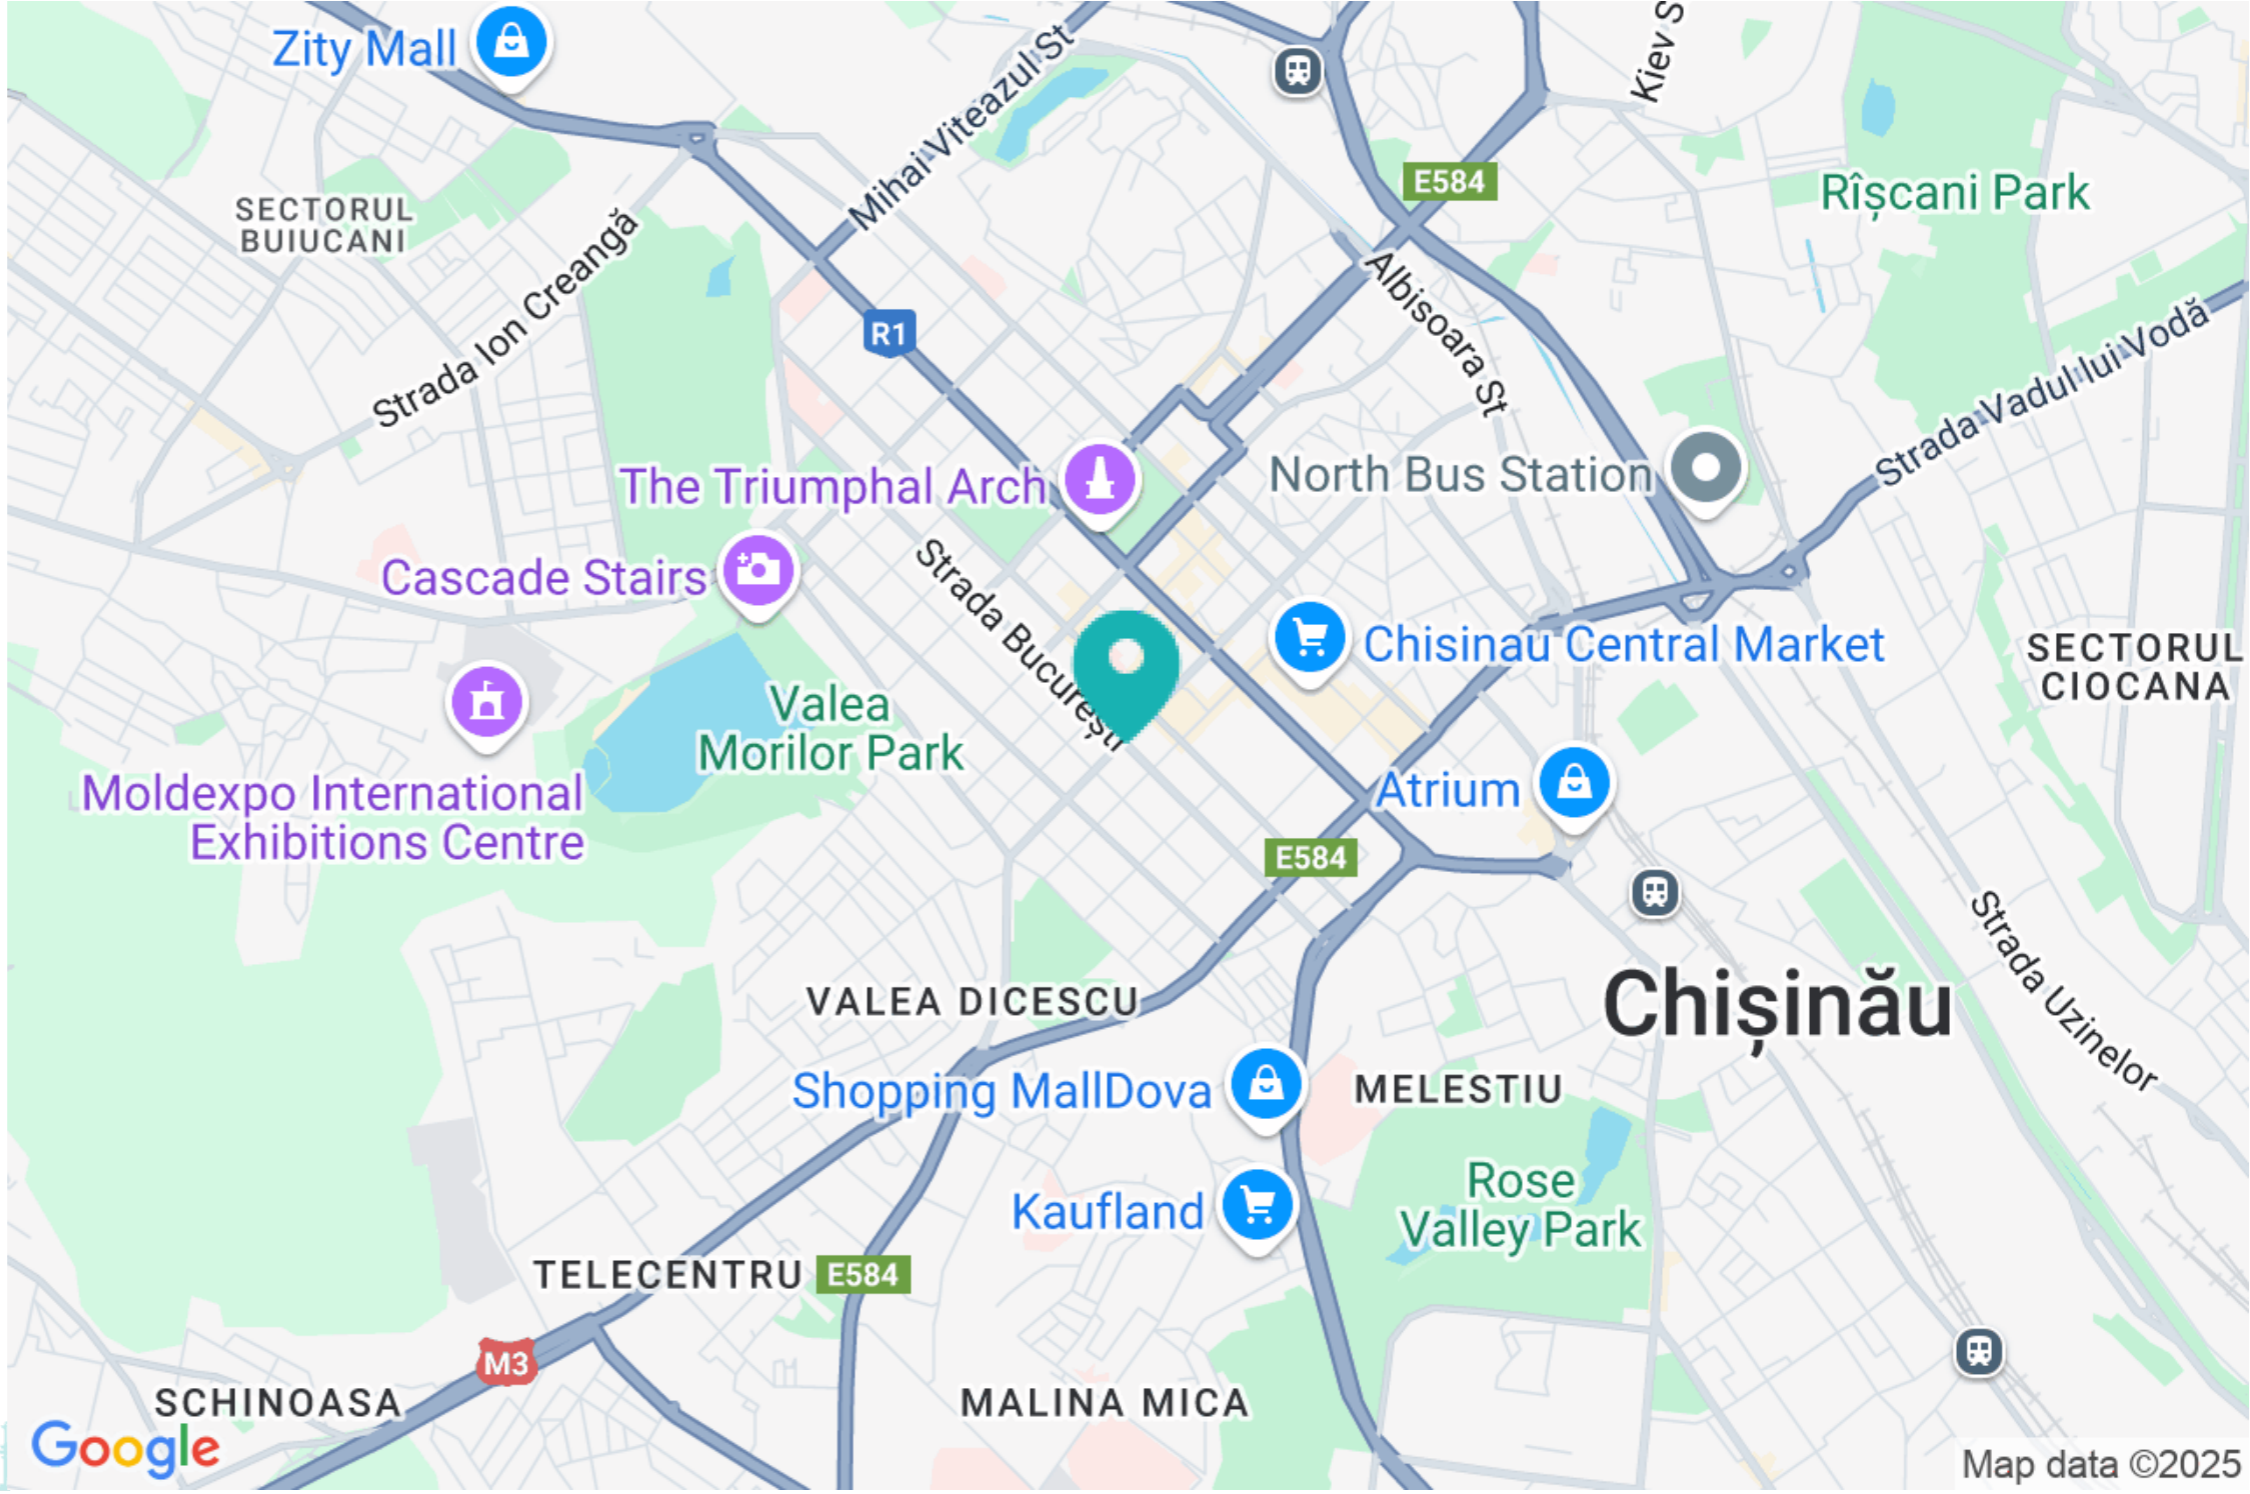 Zity Mall
Mihai Viteazul St
Kiev S
E584
Rîșcani Park
SECTORUL
BUIUCANI
Strada Ion Creangă
R1
Albisoara St
Strada Vadul lui Vodă
The Triumphal Arch
North Bus Station
Cascade Stairs
Strada București
Chisinau Central Market
SECTORUL
CIOCANA
Valea
Morilor Park
Moldexpo International
Exhibitions Centre
Atrium
E584
Strada Uzinelor
VALEA DICESCU
Chișinău
Shopping MallDova
MELESTIU
Rose
Valley Park
Kaufland
TELECENTRU
E584
M3
SCHINOASA
MALINA MICA
Google
Map data ©2025